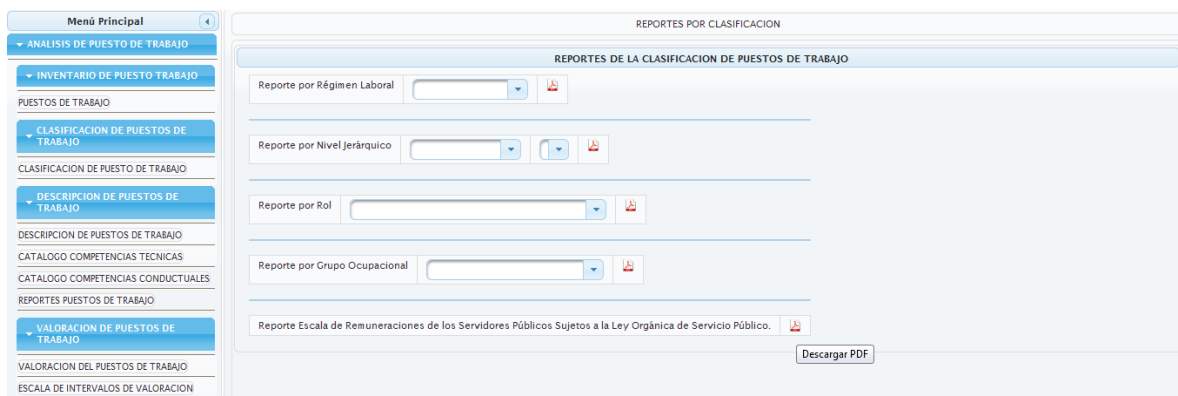 Menú Principal
ANALISIS DE PUESTO DE TRABAJO
INVENTARIO DE PUESTO TRABAJO
PUESTOS DE TRABAJO
CLASIFICACION DE PUESTOS DE
TRABAJO
CLASIFICACION DE PUESTO DE TRABAJO
DESCRIPCION DE PUESTOS DE
TRABAJO
DESCRIPCION DE PUESTOS DE TRABAJO
CATALOGO COMPETENCIAS TECNICAS
CATALOGO COMPETENCIAS CONDUCTUALES
REPORTES PUESTOS DE TRABAJO
VALORACION DE PUESTOS DE
TRABAJO
VALORACION DEL PUESTOS DE TRABAJO
ESCALA DE INTERVALOS DE VALORACION
REPORTES POR CLASIFICACION
REPORTES DE LA CLASIFICACION DE PUESTOS DE TRABAJO
Reporte por Régimen Laboral
Reporte por Nivel Jeràrquico
Reporte por Rol
Reporte por Grupo Ocupacional
Reporte Escala de Remuneraciones de los Servidores Públicos Sujetos a la Ley Orgánica de Servicio Público.
Descargar PDF